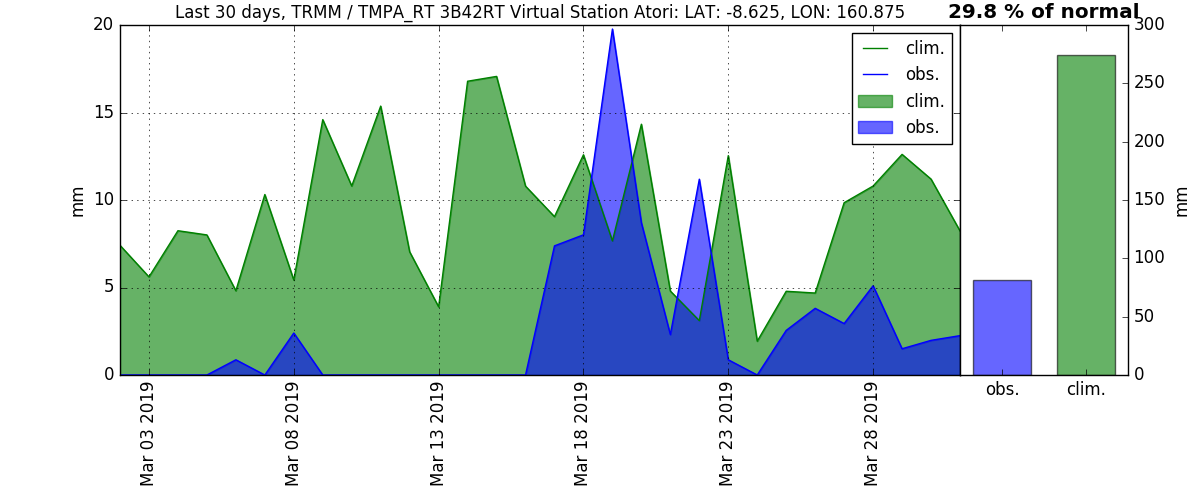 Last 30 days, TRMM / TMPA_RT 3B42RT Virtual Station Atori: LAT: -8.625, LON: 160.875
29.8 % of normal
20
15
10
5
0
mm
clim.
obs.
clim.
obs.
300
250
200
150
100
50
0
mm
Mar 03 2019
Mar 08 2019
Mar 13 2019
Mar 18 2019
Mar 23 2019
Mar 28 2019
obs.
clim.